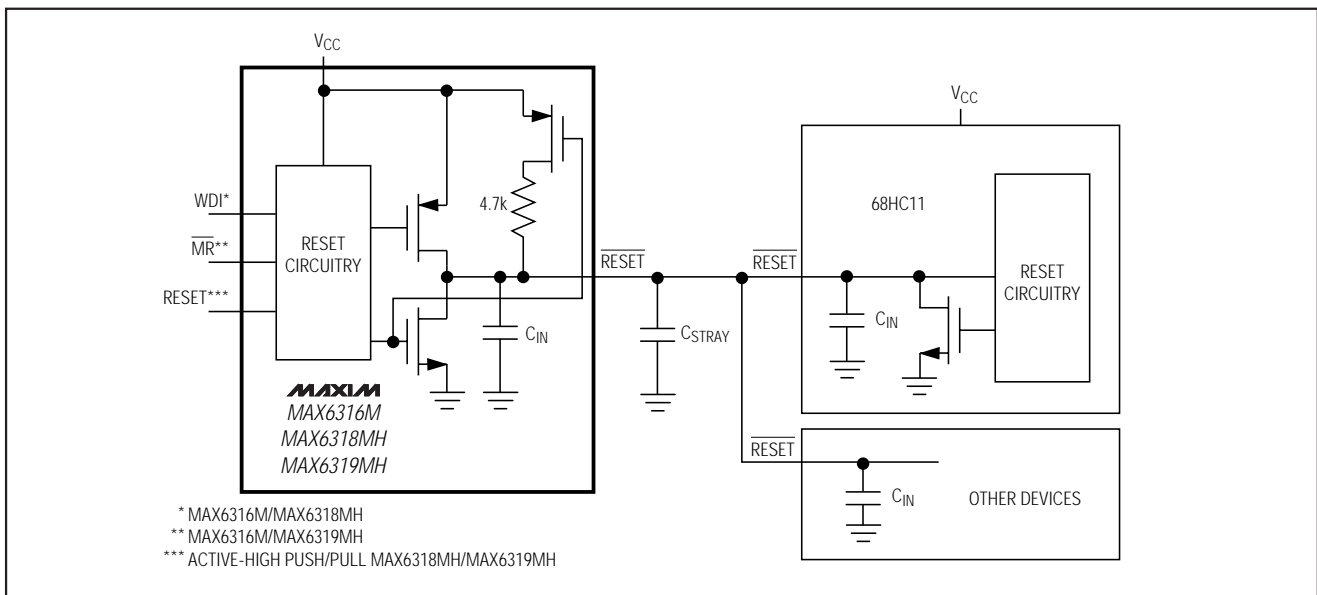 VCC
WDI*
MR**
RESET***
RESET
CIRCUITRY
4.7k
CIN
MAXIM
MAX6316M
MAX6318MH
MAX6319MH
RESET
CSTRAY
RESET
VCC
68HC11
CIN
RESET
CIRCUITRY
RESET
CIN
OTHER DEVICES
* MAX6316M/MAX6318MH
** MAX6316M/MAX6319MH
*** ACTIVE-HIGH PUSH/PULL MAX6318MH/MAX6319MH